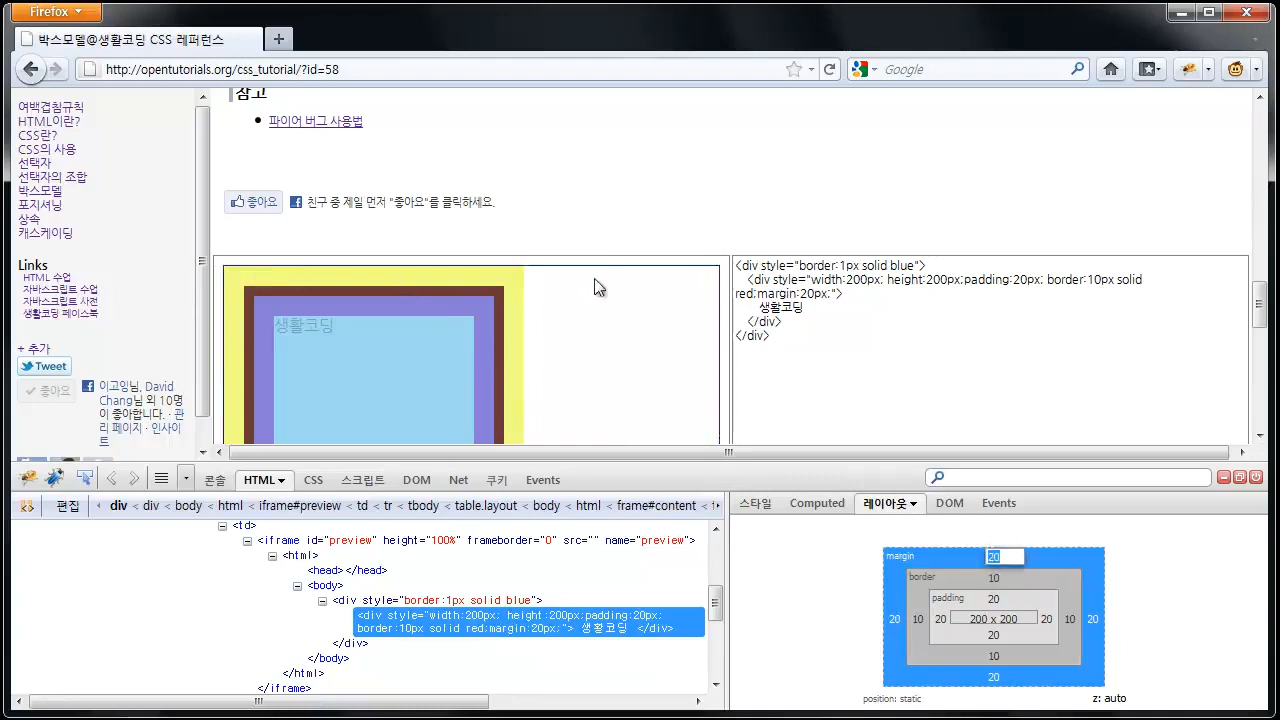 Firefox
박스모델@생활코딩 CSS 레퍼런스
http://opentutorials.org/css_tutorial/?id=58
Google
여백겹침규칙
HTML이란?
CSS란?
CSS의 사용
선택자
선택자의 조합
박스모델
포지셔닝
상속
캐스케이딩
Links
HTML 수업
자바스크립트 수업
자바스크립트 사전
생활코딩 페이스북
+ 추가
Tweet
좋아요
이고잉님, David
Chang님 외 10명
이 좋아합니다. · 관
리 페이지 · 인사이
트
참고
파이어 버그 사용법
좋아요
친구 중 제일 먼저 "좋아요"를 클릭하세요.
생활코딩
<div style="border:1px solid blue">
<div style="width:200px; height:200px;padding:20px; border:10px solid
red;margin:20px;">
생활코딩
</div>
</div>
콘솔 HTML CSS 스크립트 DOM Net 쿠키 Events
편집 div < div < body < html < iframe#preview < td < tr < tbody < table.layout < body < html < iframe#content <
<td>
<iframe id="preview" height="100%" frameborder="0" src="" name="preview">
<html>
<head></head>
<body>
<div style="border:1px solid blue">
<div style="width:200px; height:200px;padding:20px;
border:10px solid red;margin:20px;"> 생활코딩 </div>
</div>
</body>
</html>
</iframe>
스타일 Computed 레이아웃 DOM Events
margin 20
border 10
padding 20
20 10 20 200 x 200 20 10 20
20
10
20
position: static z: auto